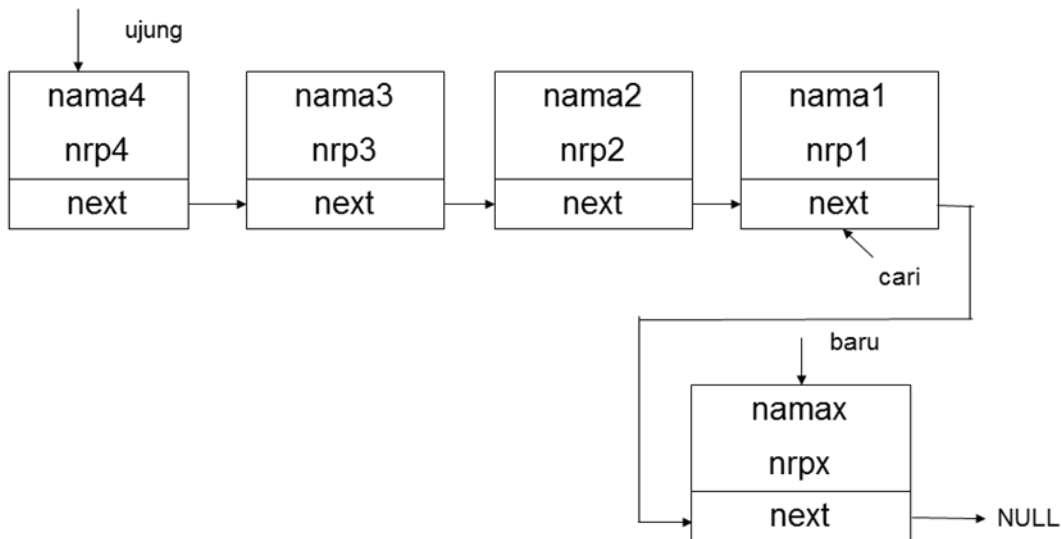 ujung
nama4
nrp4
next
nama3
nrp3
next
nama2
nrp2
next
nama1
nrp1
next
cari
baru
namax
nrpx
next
NULL